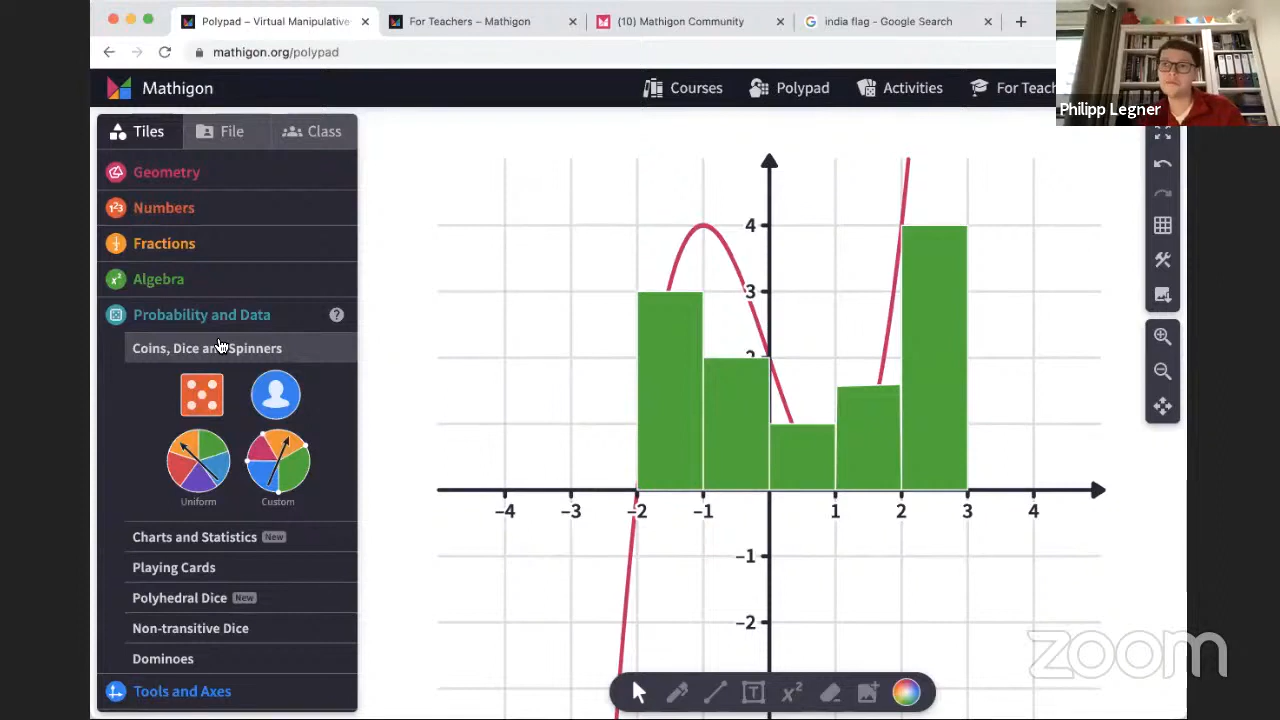 Polypad – Virtual Manipulative
For Teachers – Mathigon
(10) Mathigon Community
india flag - Google Search
mathigon.org/polypad
Mathigon
Courses
Polypad
Activities
For Teach
Philipp Legner
Tiles
File
Class
Geometry
Numbers
Fractions
Algebra
Probability and Data
?
Coins, Dice and Spinners
Uniform
Custom
Charts and Statistics New
Playing Cards
Polyhedral Dice New
Non-transitive Dice
Dominoes
Tools and Axes
4
3
2
–4 –3 –2 –1 1 2 3 4
–1
–2
T
x²
zoom